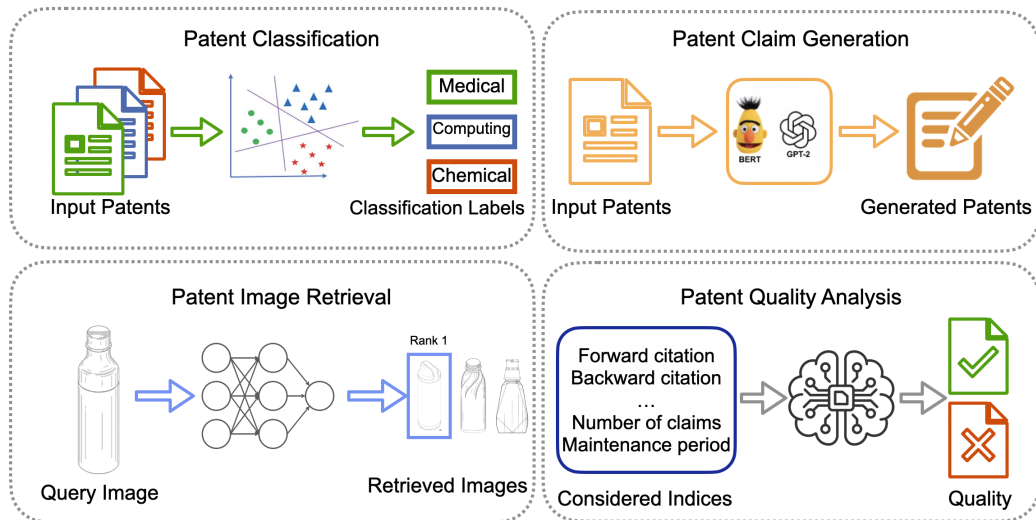 Patent Classification
Medical
Computing
Chemical
Input Patents
Classification Labels
Patent Claim Generation
BERT
GPT-2
Input Patents
Generated Patents
Patent Image Retrieval
Rank 1
Query Image
Retrieved Images
Patent Quality Analysis
Forward citation
Backward citation
...
Number of claims
Maintenance period
Considered Indices
Quality